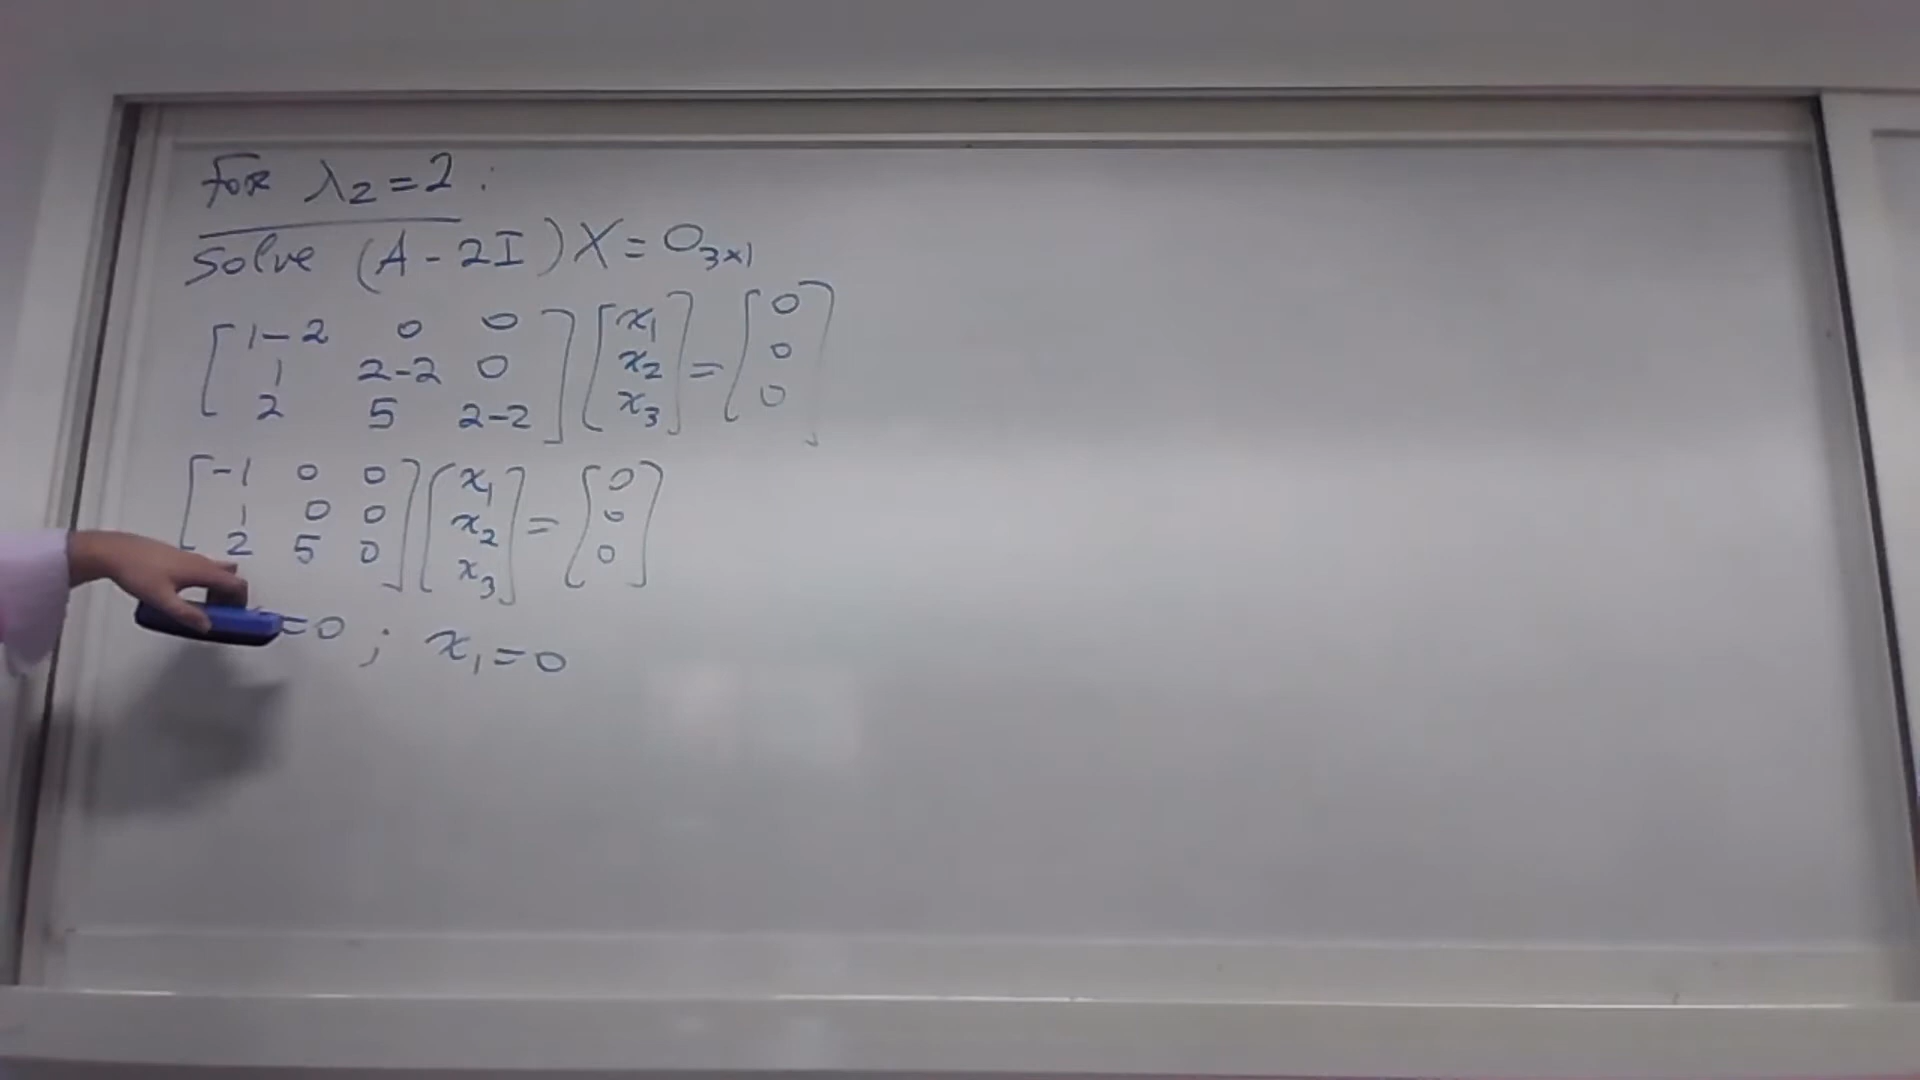 For λ₂ = 2 :
Solve (A - 2I) X = O₃ₓ₁
[1-2 0 0; 1 2-2 0; 2 5 2-2] [x₁; x₂; x₃] = [0; 0; 0]
[-1 0 0; 1 0 0; 2 5 0] [x₁; x₂; x₃] = [0; 0; 0]
=0 ; x₁=0